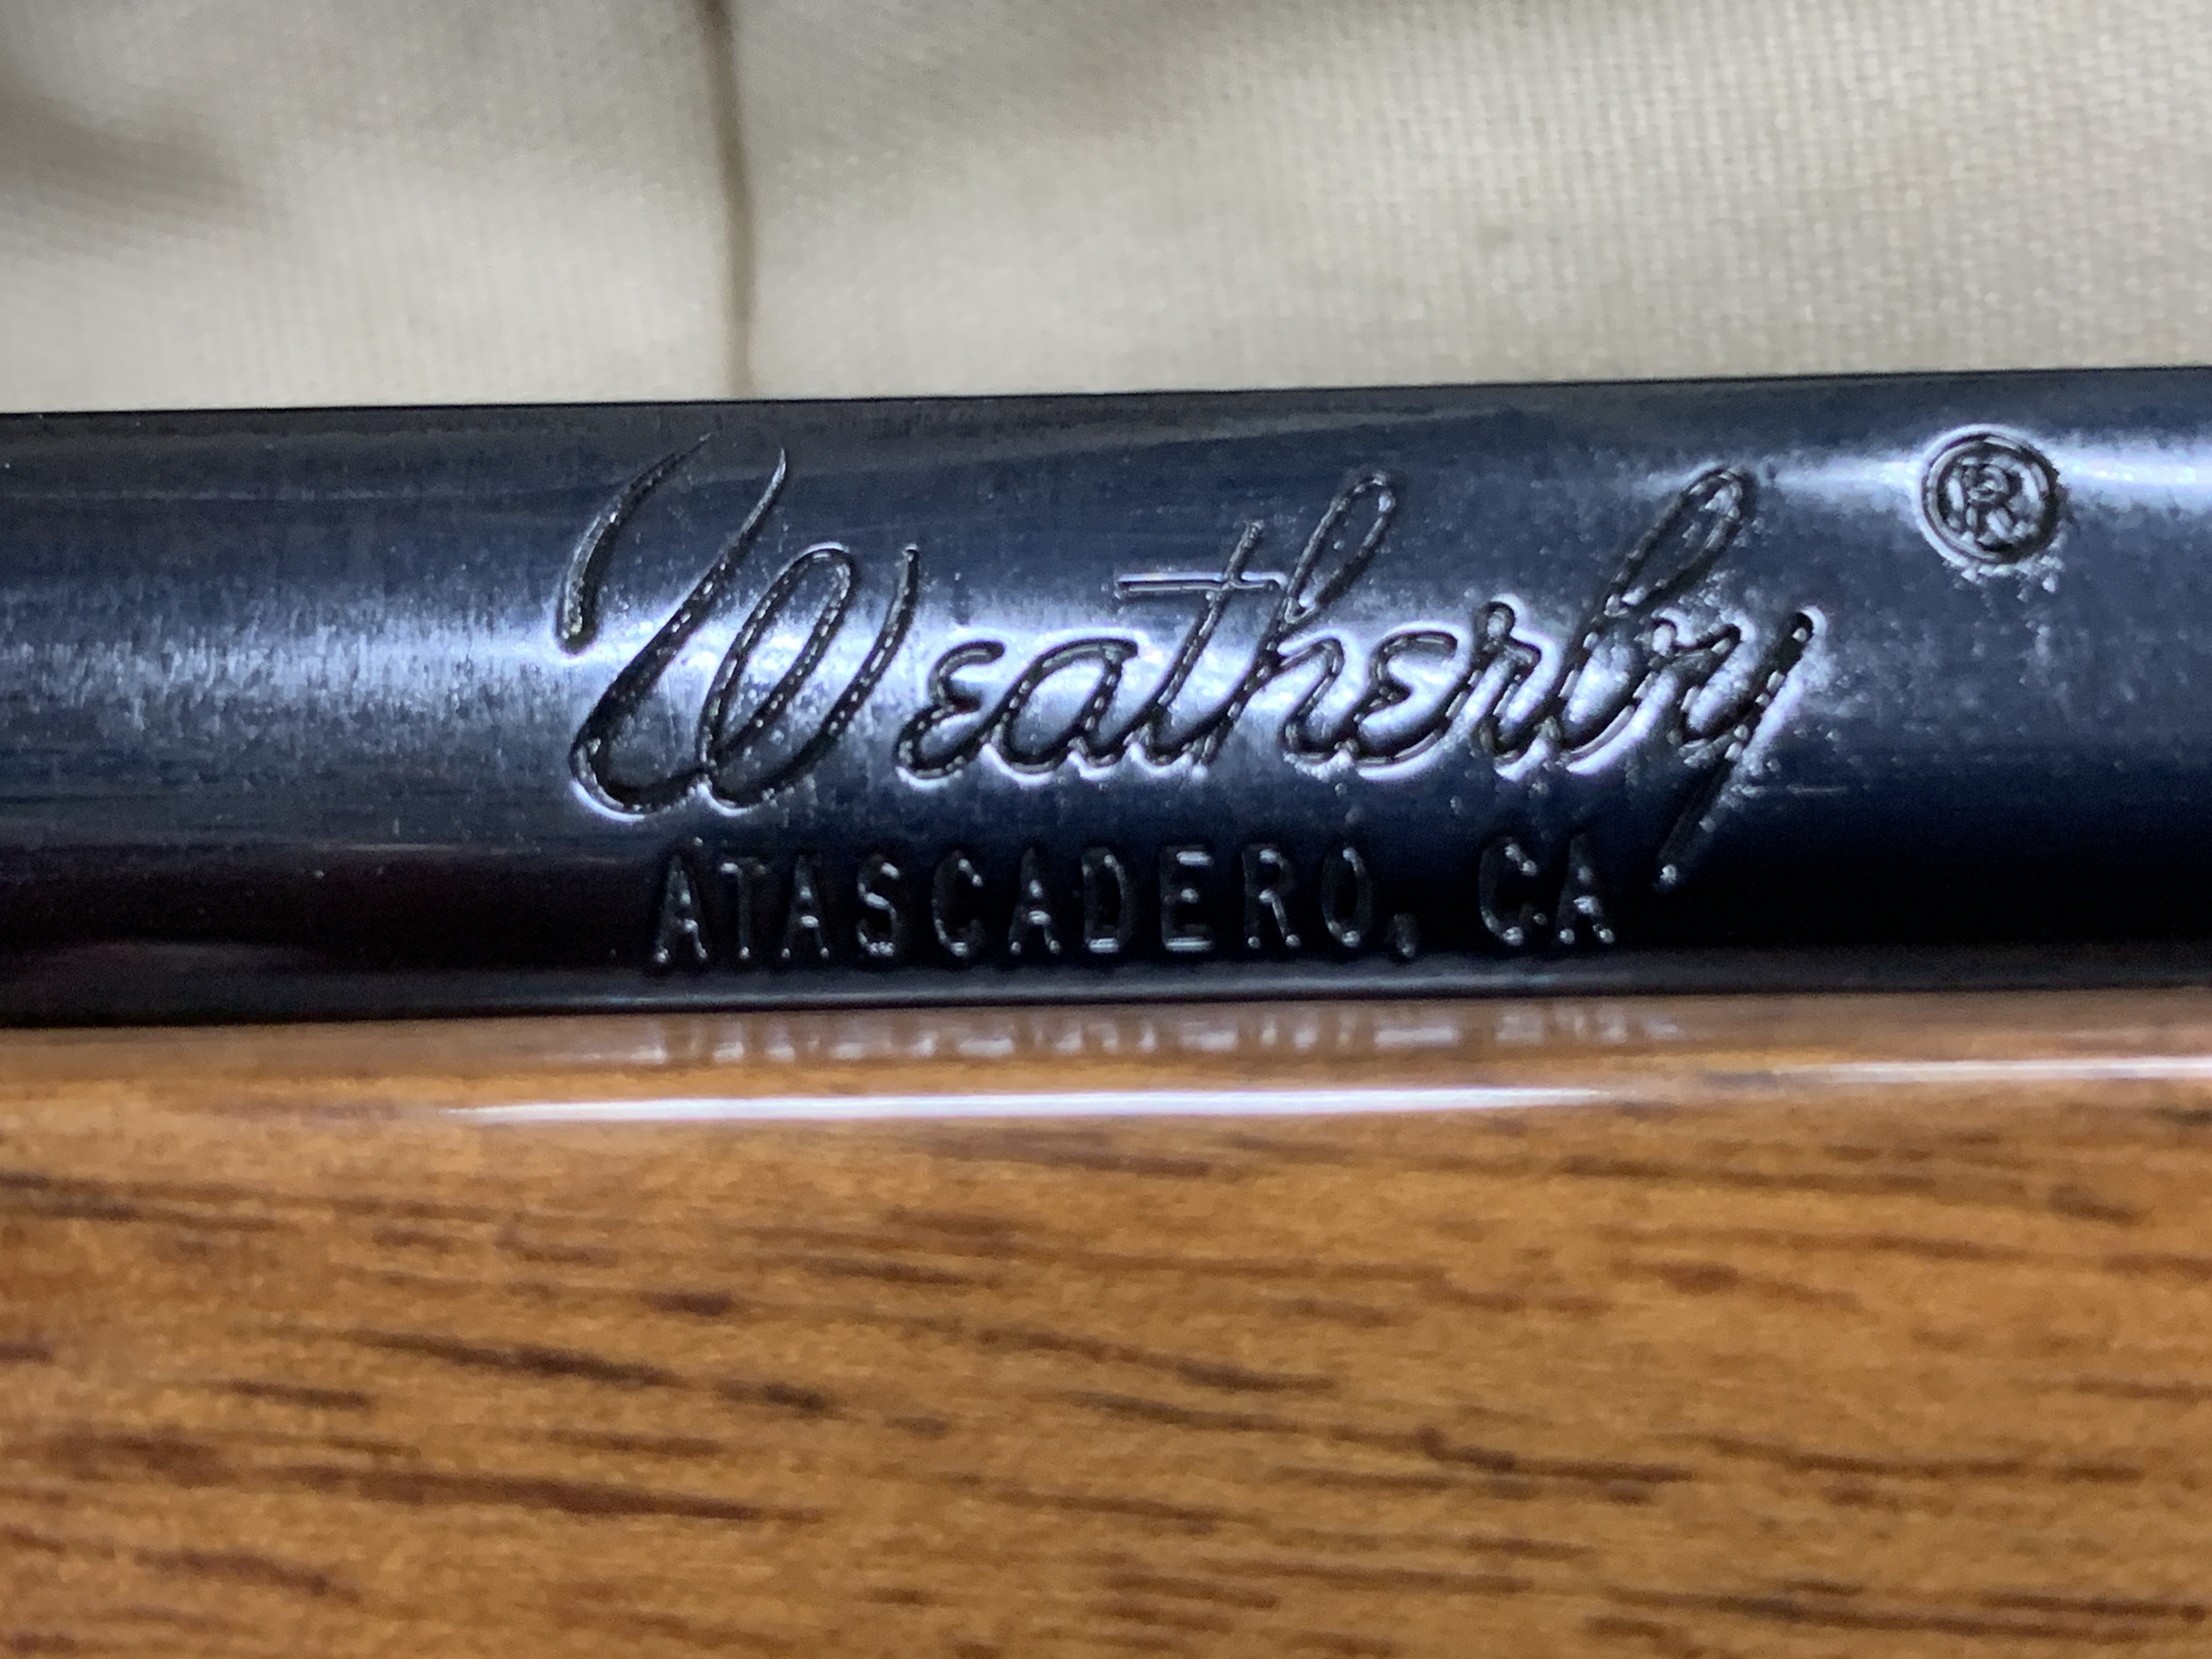 Weatherby ®
ATASCADERO, CA